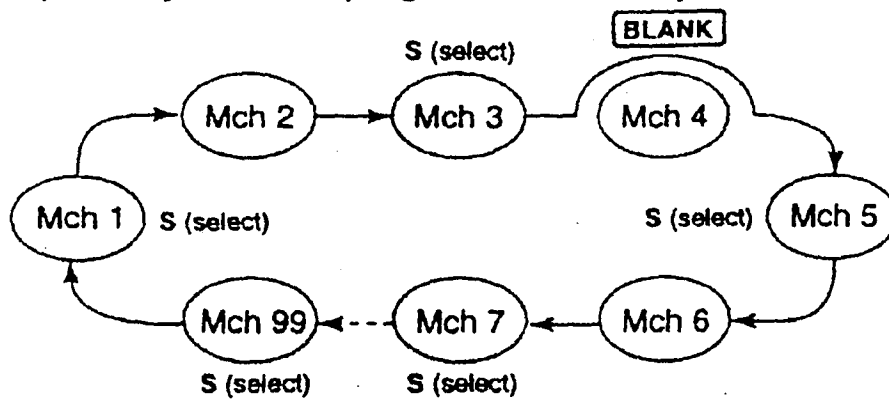 BLANK
S (select)
Mch 2
Mch 3
Mch 4
Mch 1
S (select)
S (select)
Mch 5
Mch 99
Mch 7
Mch 6
S (select)
S (select)